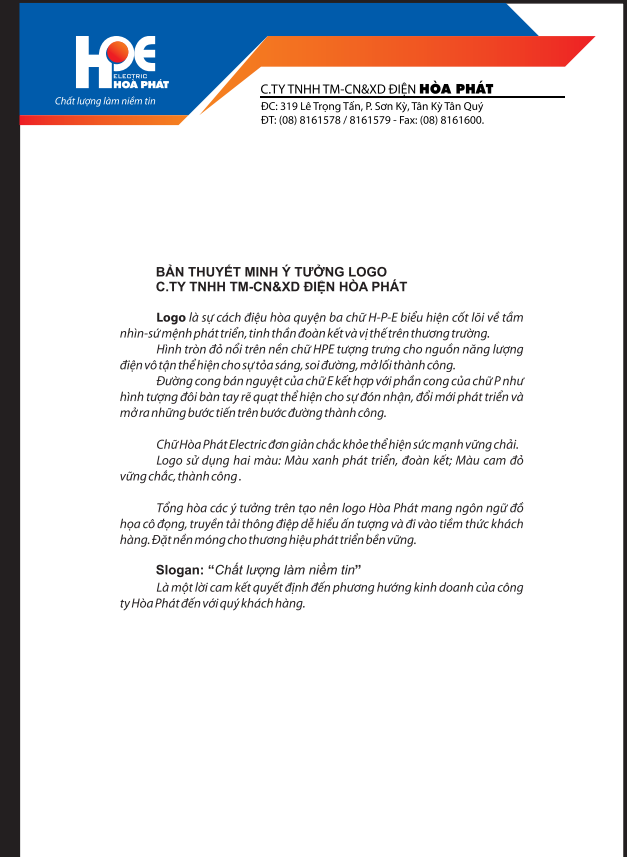 HPE
ELECTRIC
HOA PHÁT
Chất lượng làm niềm tin
C.TY TNHH TM-CN&XD ĐIỆN HÒA PHÁT
ĐC: 319 Lê Trọng Tấn, P. Sơn Kỳ, Tân Kỳ Tân Quý
ĐT: (08) 8161578 / 8161579 - Fax: (08) 8161600.
BẢN THUYẾT MINH Ý TƯỞNG LOGO
C.TY TNHH TM-CN&XD ĐIỆN HÒA PHÁT
Logo là sự cách điệu hòa quyện ba chữ H-P-E biểu hiện cốt lõi về tầm
nhìn-sứ mệnh phát triển, tinh thần đoàn kết và vị thế trên thương trường.
Hình tròn đỏ nổi trên nền chữ HPE tượng trưng cho nguồn năng lượng
điện vô tận thể hiện cho sự tỏa sáng, soi đường, mở lối thành công.
Đường cong bán nguyệt của chữ E kết hợp với phần cong của chữ P như
hình tượng đôi bàn tay rẽ quạt thể hiện cho sự đón nhận, đổi mới phát triển và
mở ra những bước tiến trên bước đường thành công.
Chữ Hòa Phát Electric đơn giản chắc khỏe thể hiện sức mạnh vững chải.
Logo sử dụng hai màu: Màu xanh phát triển, đoàn kết; Màu cam đỏ
vững chắc, thành công .
Tổng hòa các ý tưởng trên tạo nên logo Hòa Phát mang ngôn ngữ đồ
họa cô đọng, truyền tải thông điệp dễ hiểu ấn tượng và đi vào tiềm thức khách
hàng. Đặt nền móng cho thương hiệu phát triển bền vững.
Slogan: “Chất lượng làm niềm tin”
Là một lời cam kết quyết định đến phương hướng kinh doanh của công
ty Hòa Phát đến với quý khách hàng.